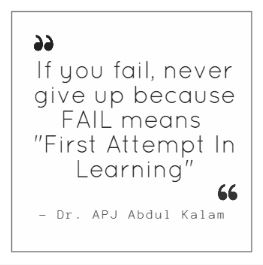 “
If you fail, never
give up because
FAIL means
"First Attempt In
Learning"
”
– Dr. APJ Abdul Kalam